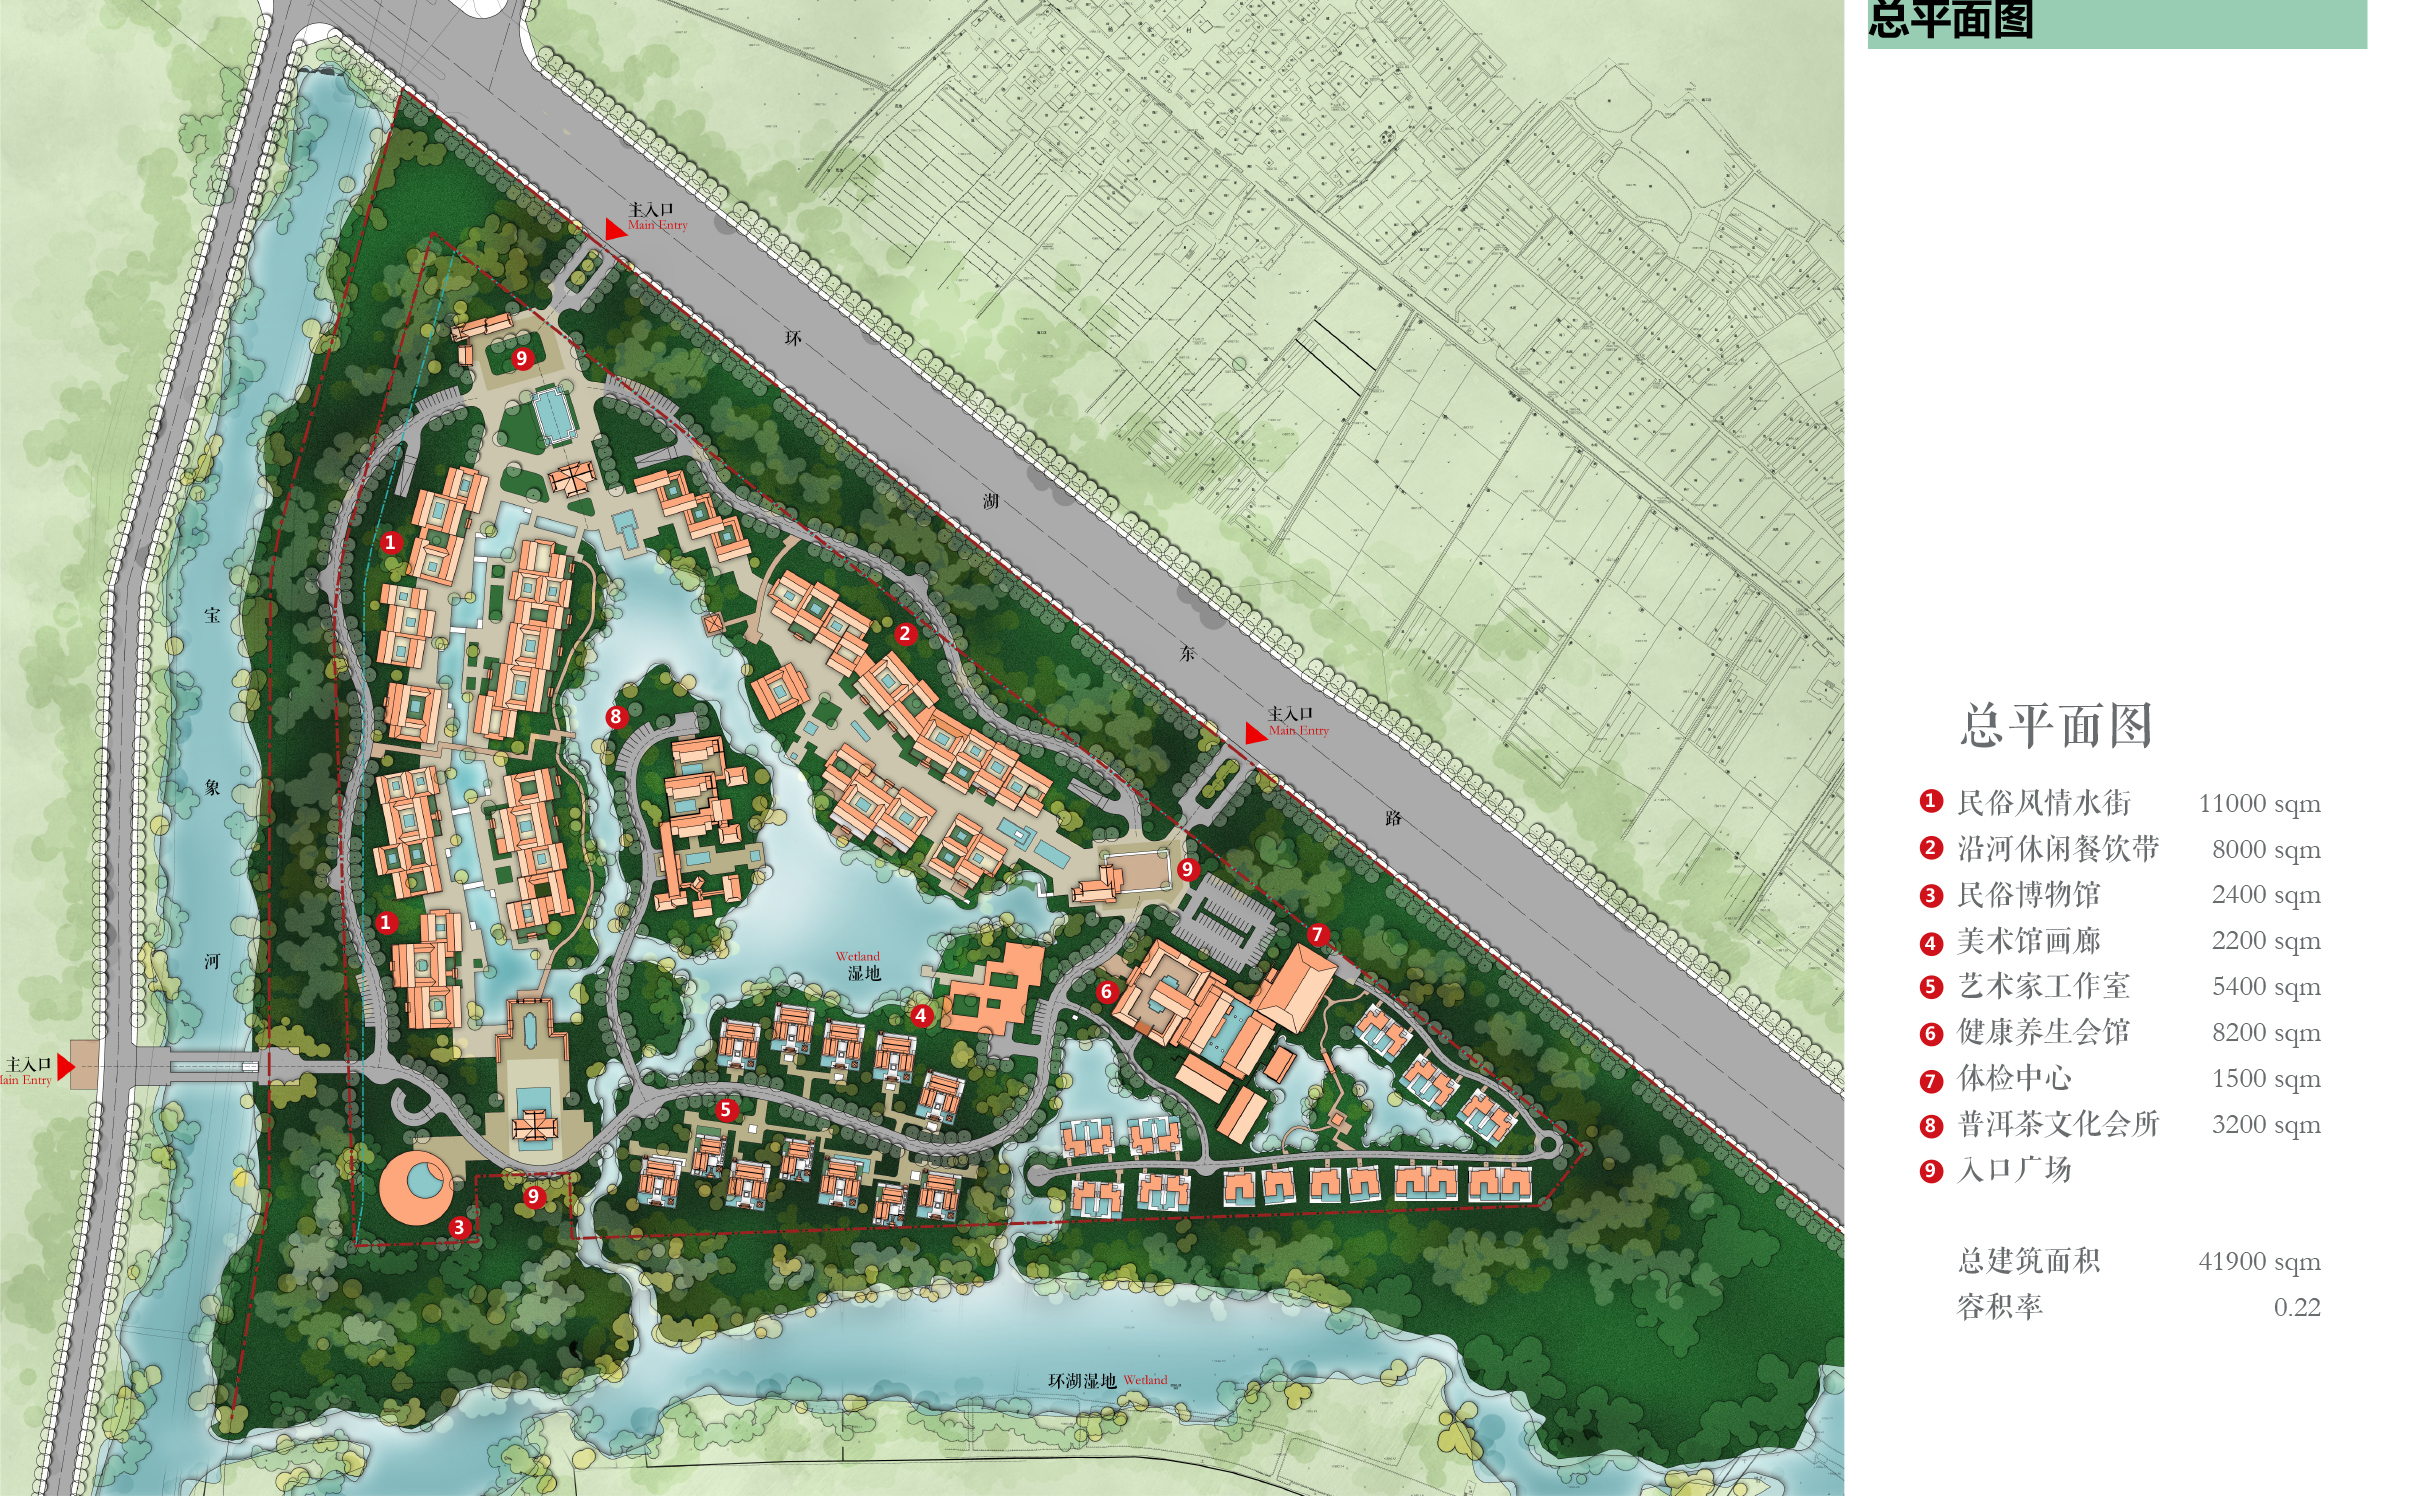 总平面图
主入口
Main Entry
环
湖
东
路
主入口
Main Entry
宝
象
河
主入口
ain Entry
9
1
2
8
1
9
7
6
4
5
9
3
Wetland
湿地
环湖湿地 Wetland
总平面图
1 民俗风情水街 11000 sqm
2 沿河休闲餐饮带 8000 sqm
3 民俗博物馆 2400 sqm
4 美术馆画廊 2200 sqm
5 艺术家工作室 5400 sqm
6 健康养生会馆 8200 sqm
7 体检中心 1500 sqm
8 普洱茶文化会所 3200 sqm
9 入口广场
总建筑面积 41900 sqm
容积率 0.22